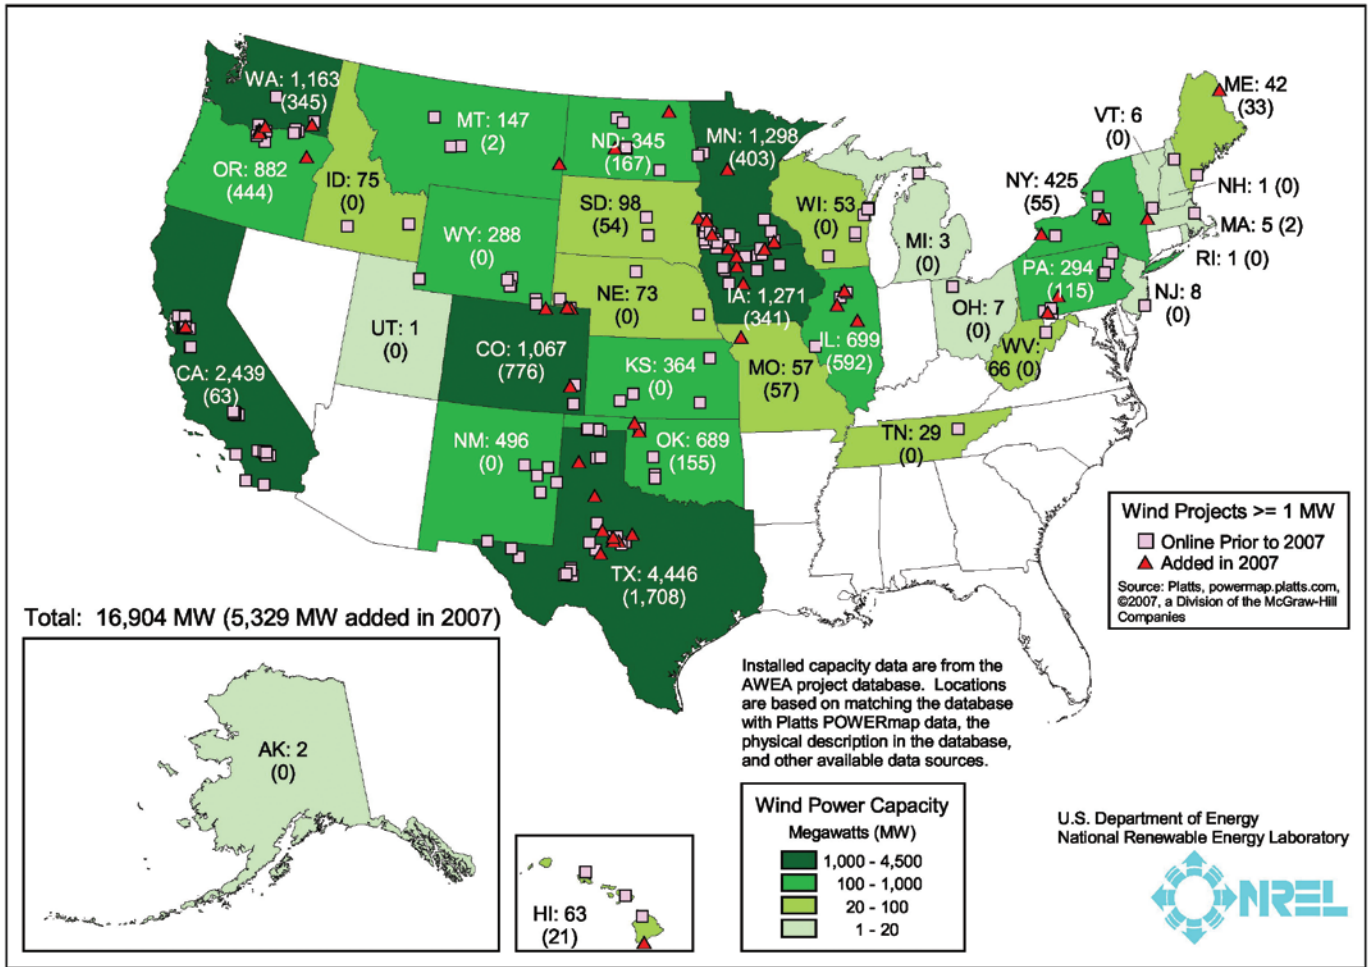 WA: 1,163
(345)
MT: 147
(2)
ND: 345
(167)
MN: 1,298
(403)
VT: 6
(0)
ME: 42
(33)
OR: 882
(444)
ID: 75
(0)
SD: 98
(54)
WI: 53
(0)
NY: 425
(55)
NH: 1 (0)
MA: 5 (2)
RI: 1 (0)
WY: 288
(0)
MI: 3
(0)
PA: 294
(115)
NJ: 8
(0)
NE: 73
(0)
IA: 1,271
(341)
OH: 7
(0)
UT: 1
(0)
CO: 1,067
(776)
IL: 699
(592)
WV:
66 (0)
CA: 2,439
(63)
KS: 364
(0)
MO: 57
(57)
NM: 496
(0)
OK: 689
(155)
TN: 29
(0)
TX: 4,446
(1,708)
Wind Projects >= 1 MW
Online Prior to 2007
Added in 2007
Source: Platts, powermap.platts.com,
©2007, a Division of the McGraw-Hill
Companies
Total: 16,904 MW (5,329 MW added in 2007)
AK: 2
(0)
HI: 63
(21)
Installed capacity data are from the
AWEA project database. Locations
are based on matching the database
with Platts POWERmap data, the
physical description in the database,
and other available data sources.
Wind Power Capacity
Megawatts (MW)
1,000 - 4,500
100 - 1,000
20 - 100
1 - 20
U.S. Department of Energy
National Renewable Energy Laboratory
NREL